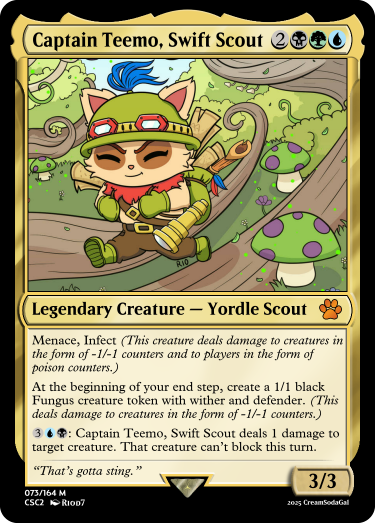 Captain Teemo, Swift Scout 2
RIO
Legendary Creature — Yordle Scout
Menace, Infect (This creature deals damage to creatures in
the form of -1/-1 counters and to players in the form of
poison counters.)
At the beginning of your end step, create a 1/1 black
Fungus creature token with wither and defender. (This
deals damage to creatures in the form of -1/-1 counters.)
3: Captain Teemo, Swift Scout deals 1 damage to
target creature. That creature can't block this turn.
"That's gotta sting."
3/3
073/164 M
CSC2 Riod7
2025 CreamSodaGal